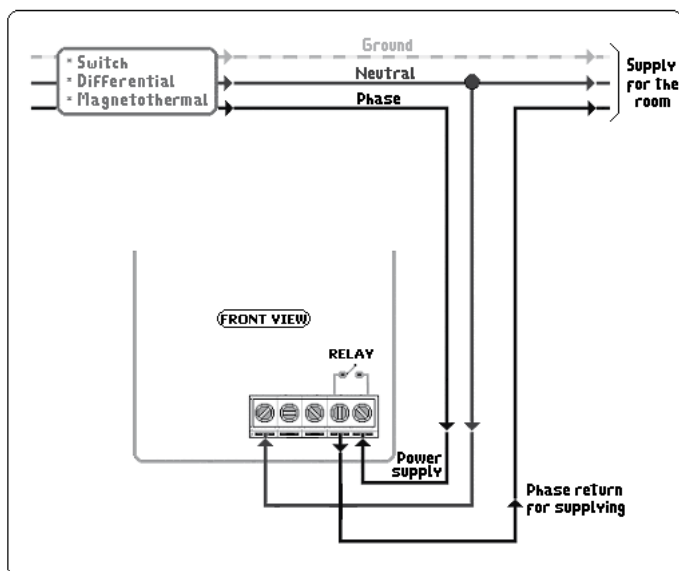 Ground
* Switch
Neutral
* Differential
Phase
* Magnetothermal
Supply
for the
room
FRONT VIEW
RELAY
Power
supply
Phase return
for supplying